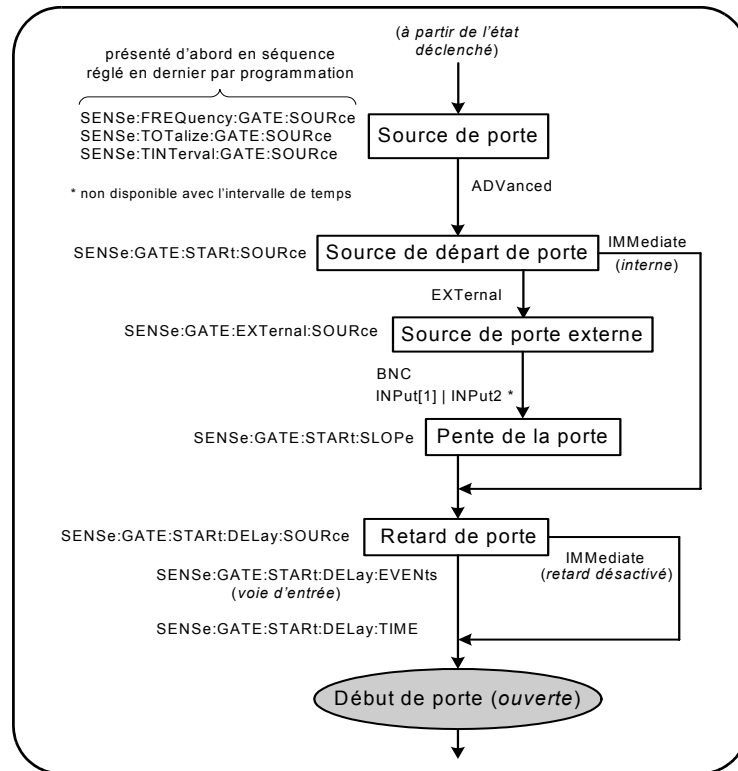 (à partir de l'état
déclenché)
présenté d'abord en séquence
réglé en dernier par programmation
SENSe:FREQuency:GATE:SOURce
SENSe:TOTalize:GATE:SOURce
SENSe:TINTerval:GATE:SOURce
Source de porte
* non disponible avec l'intervalle de temps
ADVanced
SENSe:GATE:STARt:SOURce
Source de départ de porte
IMMediate
(interne)
EXTernal
SENSe:GATE:EXTernal:SOURce
Source de porte externe
BNC
INPut[1] | INPut2 *
SENSe:GATE:STARt:SLOPe
Pente de la porte
SENSe:GATE:STARt:DELay:SOURce
Retard de porte
IMMediate
(retard désactivé)
SENSe:GATE:STARt:DELay:EVENts
(voie d'entrée)
SENSe:GATE:STARt:DELay:TIME
Début de porte (ouverte)